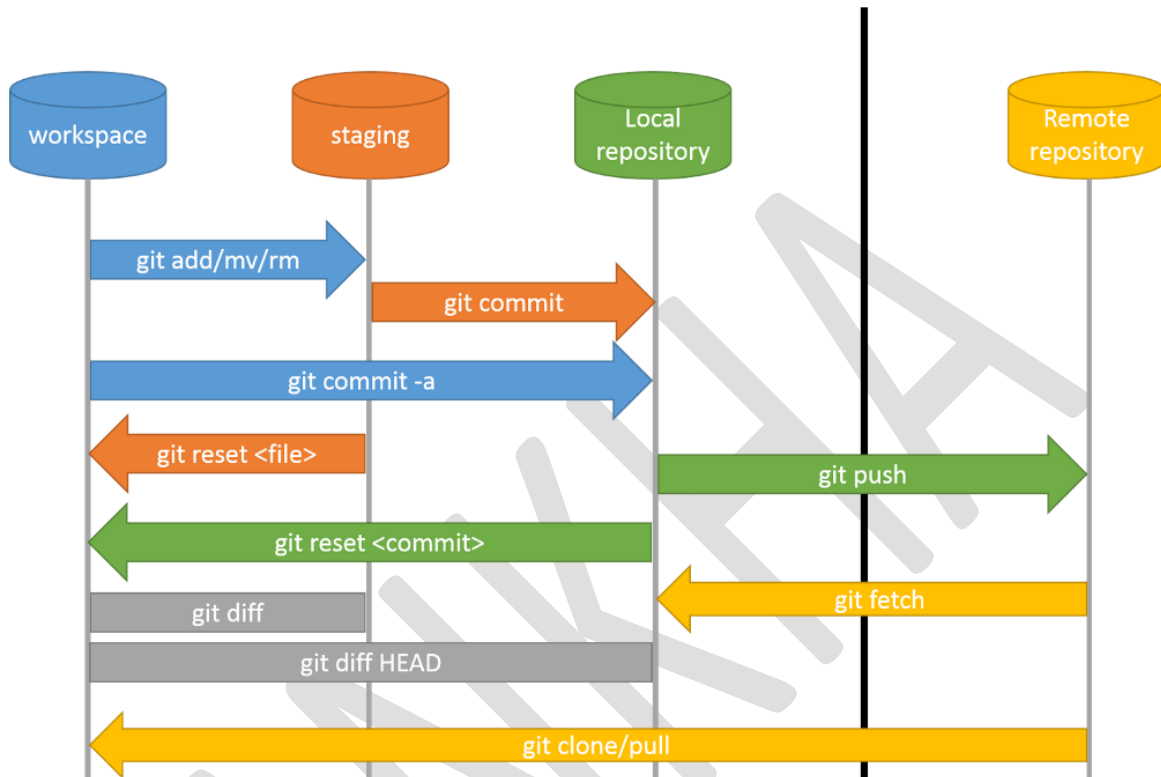 workspace
staging
Local
repository
Remote
repository
git add/mv/rm
git commit
git commit -a
git reset <file>
git push
git reset <commit>
git fetch
git diff
git diff HEAD
git clone/pull